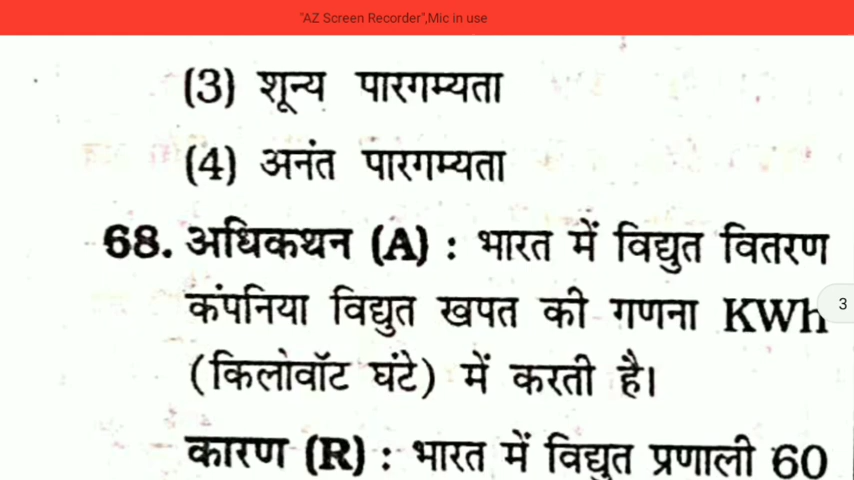 "AZ Screen Recorder",Mic in use
(3) शून्य पारगम्यता
(4) अनंत पारगम्यता
68. अधिकथन (A) : भारत में विद्युत वितरण
कंपनिया विद्युत खपत की गणना KWh
3
(किलोवॉट घंटे) में करती है।
कारण (R) : भारत में विद्युत प्रणाली 60